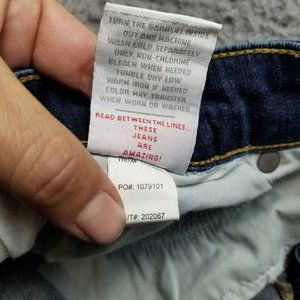 TURN THE GARMENT INSIDE
OUT AND MACHINE
WASH COLD SEPARATELY
ONLY NON-CHLORINE
BLEACH WHEN NEEDED
TUMBLE DRY LOW
WARM IRON IF NEEDED
COLOR MAY TRANSFER
WHEN WORN OR WASHED
READ BETWEEN THE LINES...
THESE
JEANS
ARE
AMAZING!
PO#: 1079101
CUT#: 202087